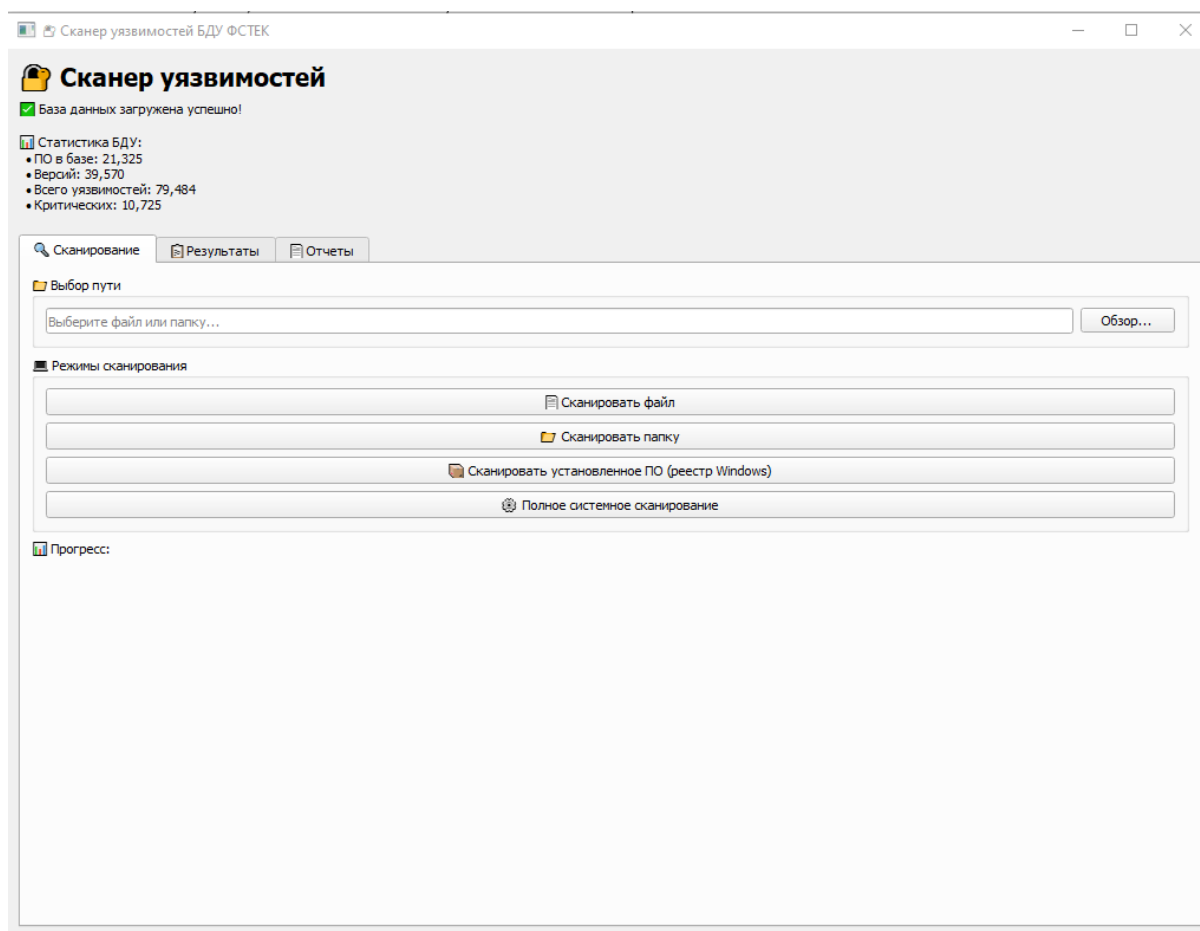 Сканер уязвимостей БДУ ФСТЕК
Сканер уязвимостей
База данных загружена успешно!
Статистика БДУ:
• ПО в базе: 21,325
• Версий: 39,570
• Всего уязвимостей: 79,484
• Критических: 10,725
Сканирование Результаты Отчеты
Выбор пути
Выберите файл или папку... Обзор...
Режимы сканирования
Сканировать файл
Сканировать папку
Сканировать установленное ПО (реестр Windows)
Полное системное сканирование
Прогресс: